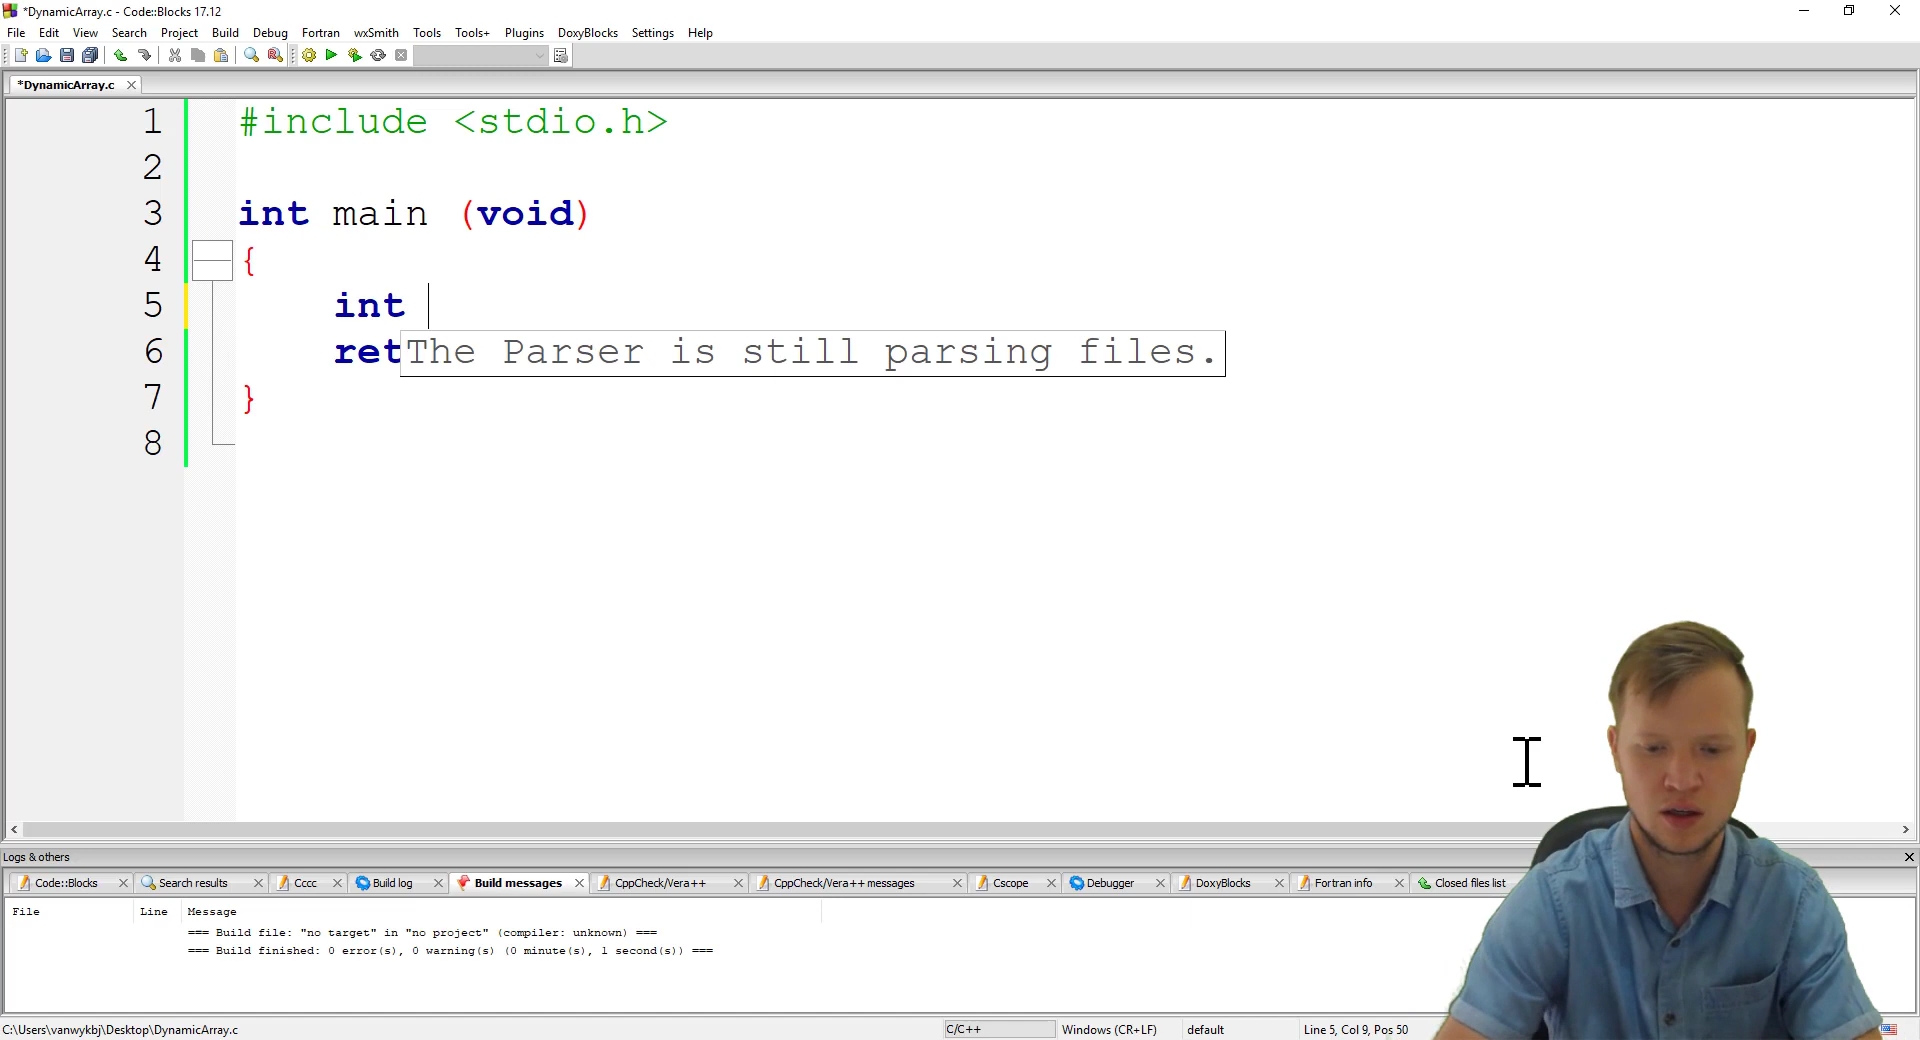 *DynamicArray.c - Code::Blocks 17.12
File Edit View Search Project Build Debug Fortran wxSmith Tools Tools+ Plugins DoxyBlocks Settings Help
*DynamicArray.c
1 #include <stdio.h>
2
3 int main (void)
4 {
5 int
6 ret The Parser is still parsing files.
7 }
8
Logs & others
Code::Blocks Search results Cccc Build log Build messages CppCheck/Vera++ CppCheck/Vera++ messages Cscope Debugger DoxyBlocks Fortran info Closed files list
File Line Message
=== Build file: "no target" in "no project" (compiler: unknown) ===
=== Build finished: 0 error(s), 0 warning(s) (0 minute(s), 1 second(s)) ===
C:\Users\vanwykbj\Desktop\DynamicArray.c C/C++ Windows (CR+LF) default Line 5, Col 9, Pos 50